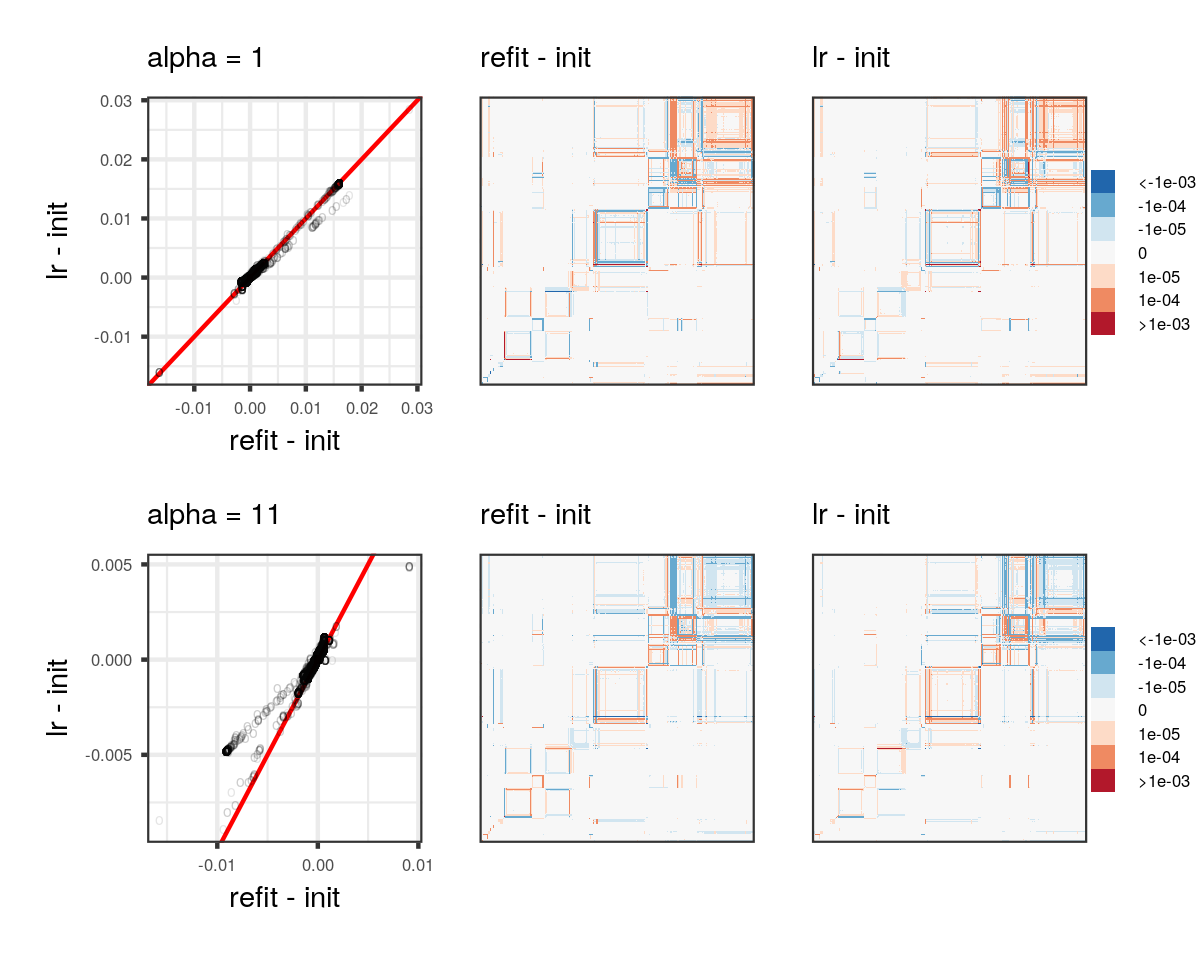 alpha = 1
refit - init
lr - init
0.03
0.02
0.01
0.00
-0.01
lr - init
-0.01 0.00 0.01 0.02 0.03
refit - init
<-1e-03
-1e-04
-1e-05
0
1e-05
1e-04
>1e-03
alpha = 11
refit - init
lr - init
0.005
0.000
-0.005
lr - init
-0.01 0.00 0.01
refit - init
<-1e-03
-1e-04
-1e-05
0
1e-05
1e-04
>1e-03